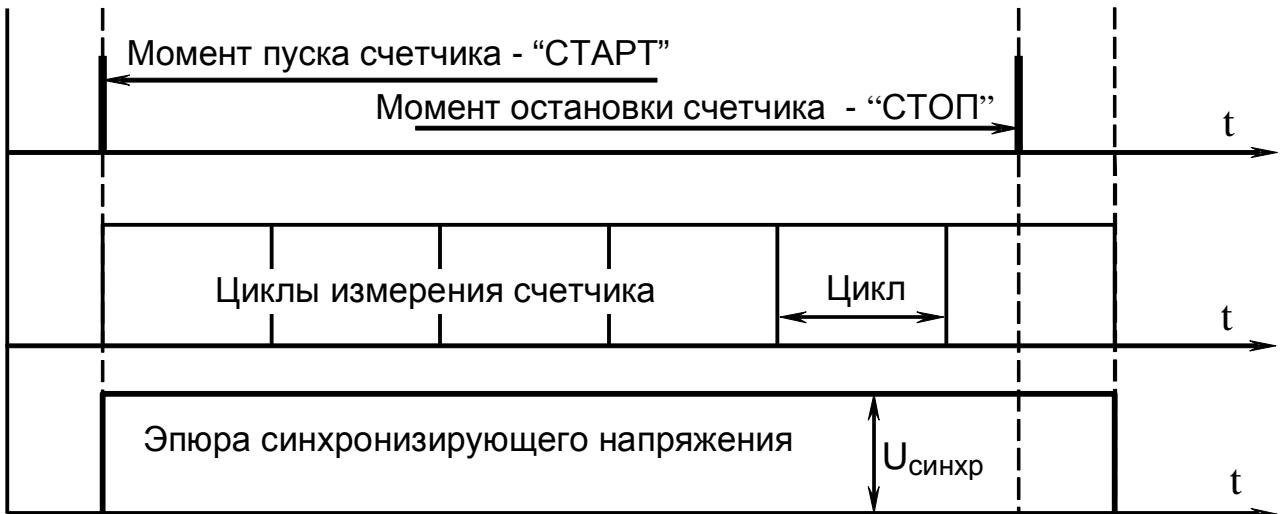 Момент пуска счетчика - “СТАРТ”
Момент остановки счетчика - “СТОП”
t
Циклы измерения счетчика
Цикл
t
Эпюра синхронизирующего напряжения
Uсинхр
t